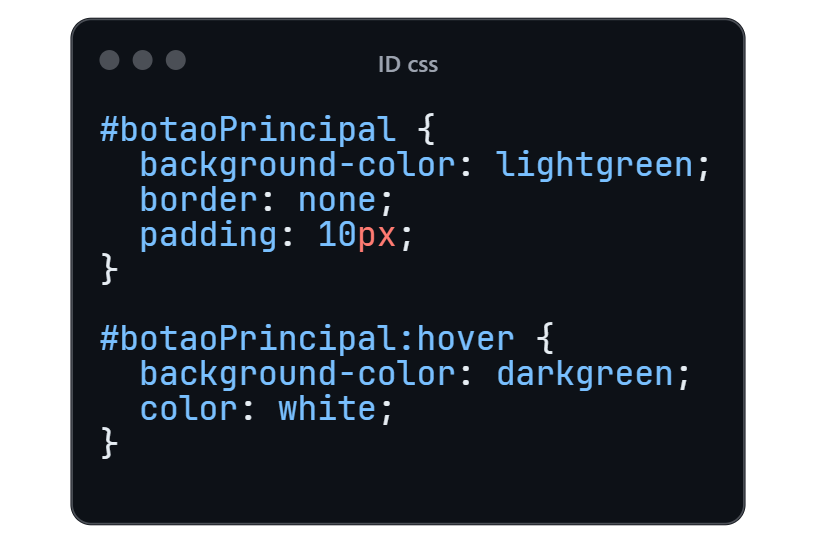 ID css
#botaoPrincipal {
  background-color: lightgreen;
  border: none;
  padding: 10px;
}
#botaoPrincipal:hover {
  background-color: darkgreen;
  color: white;
}